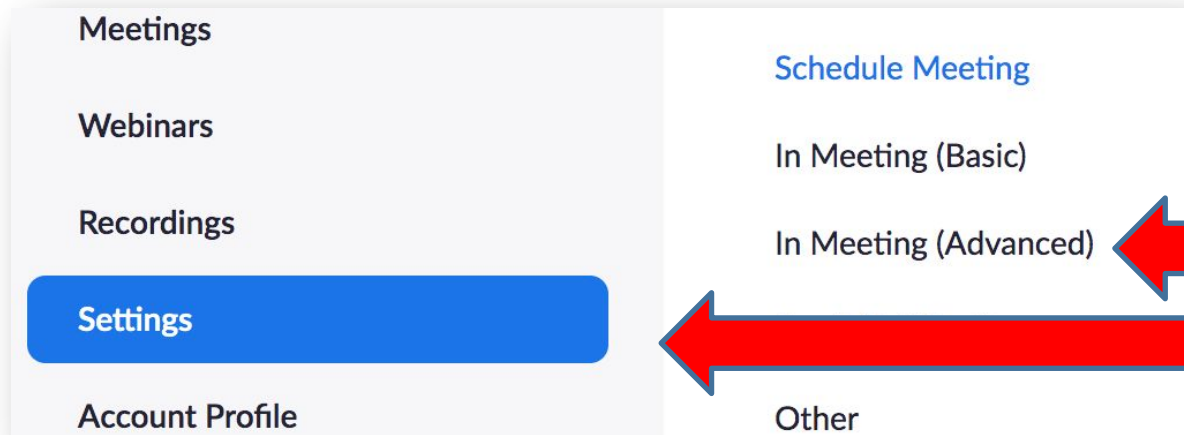 Meetings
Webinars
Recordings
Settings
Account Profile
Schedule Meeting
In Meeting (Basic)
In Meeting (Advanced)
Other